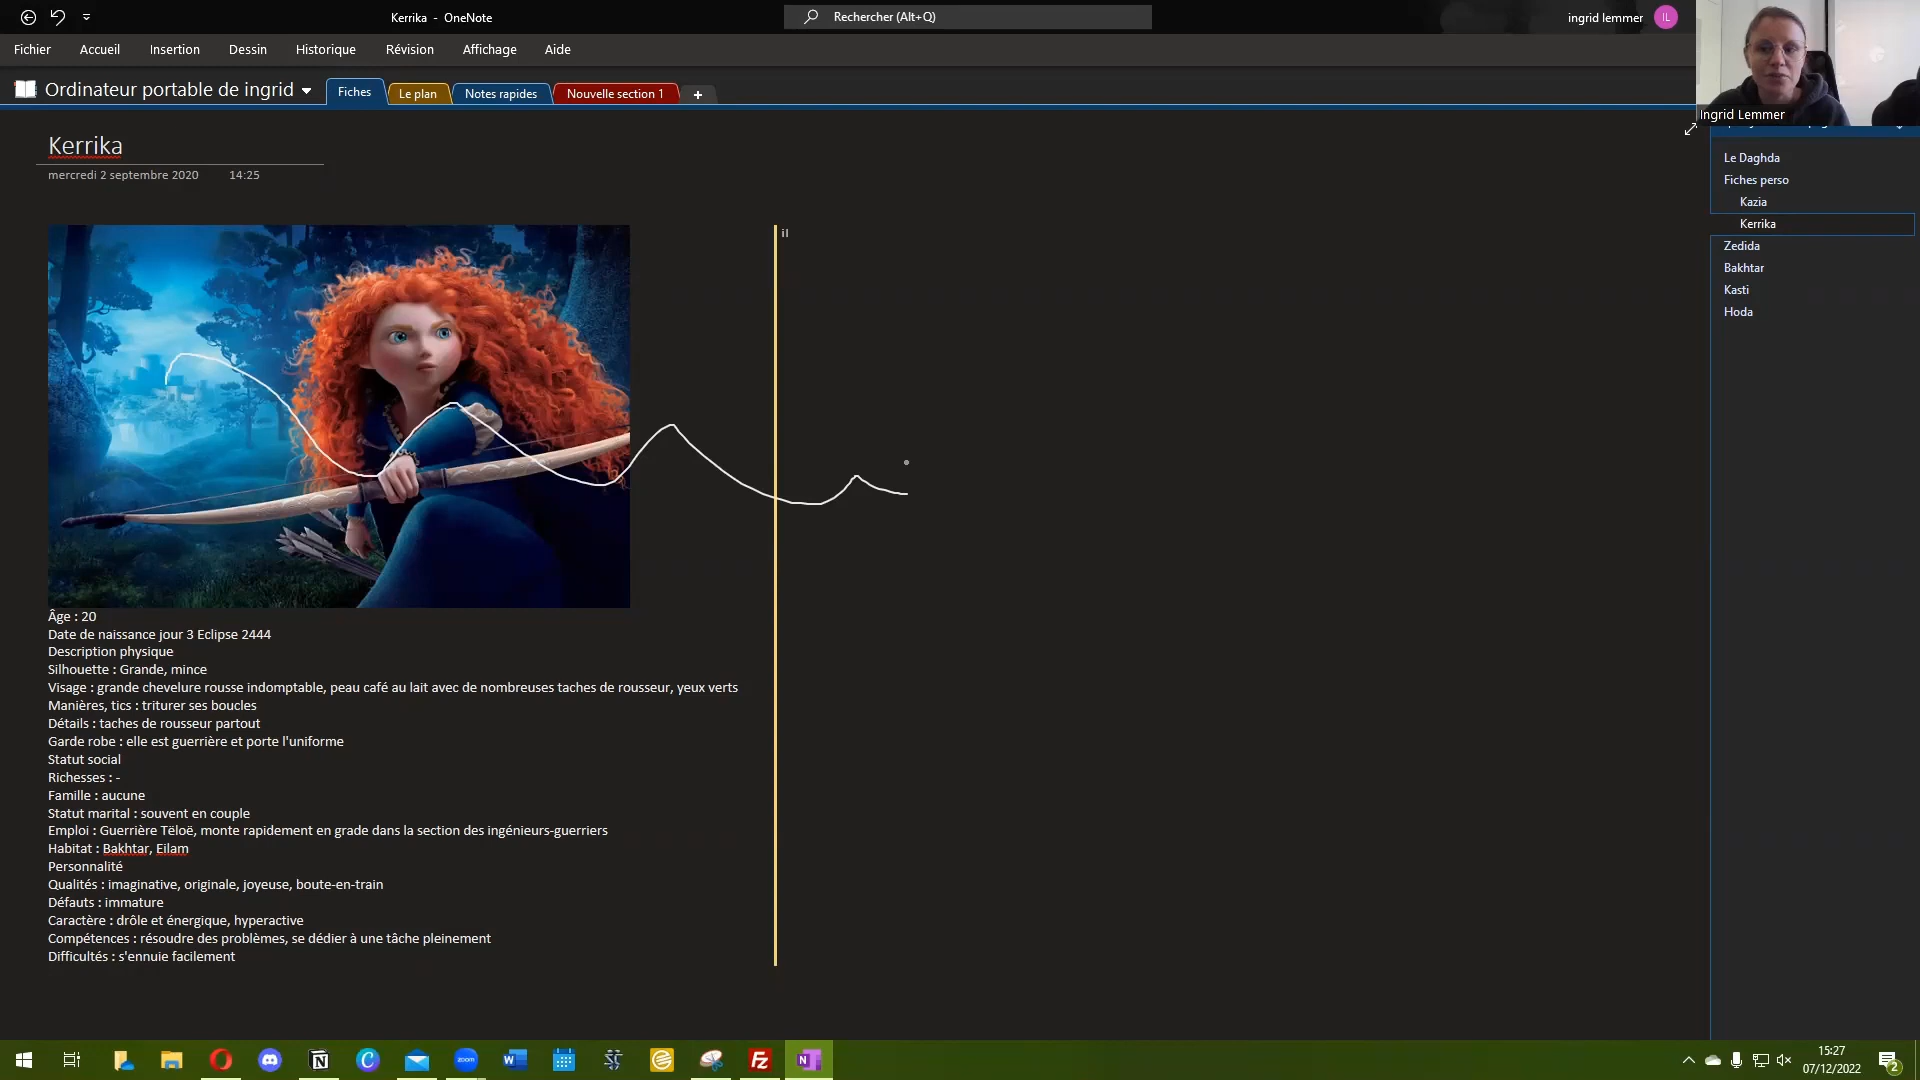 Kerrika - OneNote
Rechercher (Alt+Q)
ingrid lemmer
IL
Fichier
Accueil
Insertion
Dessin
Historique
Révision
Affichage
Aide
Ordinateur portable de ingrid
Fiches
Le plan
Notes rapides
Nouvelle section 1
+
Ingrid Lemmer
Kerrika
mercredi 2 septembre 2020
14:25
il
Le Daghda
Fiches perso
Kazia
Kerrika
Zedida
Bakhtar
Kasti
Hoda
Âge : 20
Date de naissance jour 3 Eclipse 2444
Description physique
Silhouette : Grande, mince
Visage : grande chevelure rousse indomptable, peau café au lait avec de nombreuses taches de rousseur, yeux verts
Manières, tics : triturer ses boucles
Détails : taches de rousseur partout
Garde robe : elle est guerrière et porte l'uniforme
Statut social
Richesses : -
Famille : aucune
Statut marital : souvent en couple
Emploi : Guerrière Tëloë, monte rapidement en grade dans la section des ingénieurs-guerriers
Habitat : Bakhtar, Eilam
Personnalité
Qualités : imaginative, originale, joyeuse, boute-en-train
Défauts : immature
Caractère : drôle et énergique, hyperactive
Compétences : résoudre des problèmes, se dédier à une tâche pleinement
Difficultés : s'ennuie facilement
zoom
15:27
07/12/2022
2